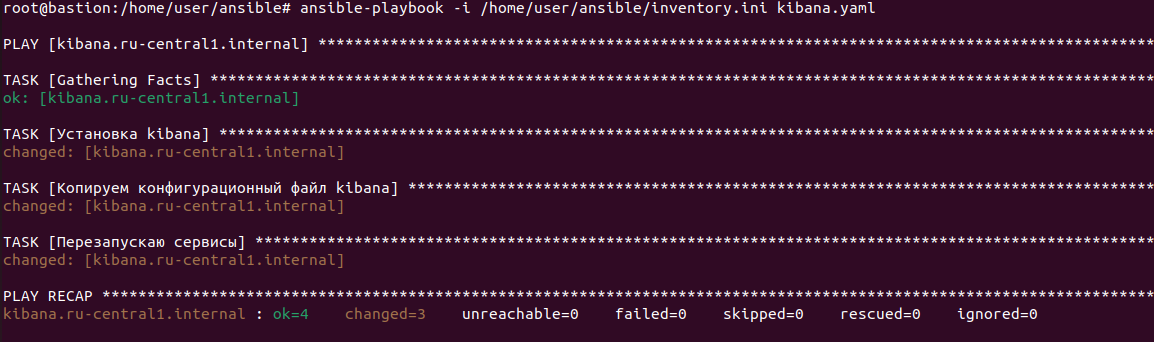 root@bastion:/home/user/ansible# ansible-playbook -i /home/user/ansible/inventory.ini kibana.yaml
PLAY [kibana.ru-central1.internal] *********************************************************************************************
TASK [Gathering Facts] *********************************************************************************************************
ok: [kibana.ru-central1.internal]
TASK [Установка kibana] ********************************************************************************************************
changed: [kibana.ru-central1.internal]
TASK [Копируем конфигурационный файл kibana] ***********************************************************************************
changed: [kibana.ru-central1.internal]
TASK [Перезапускаю сервисы] ****************************************************************************************************
changed: [kibana.ru-central1.internal]
PLAY RECAP *********************************************************************************************************************
kibana.ru-central1.internal : ok=4    changed=3    unreachable=0    failed=0    skipped=0    rescued=0    ignored=0